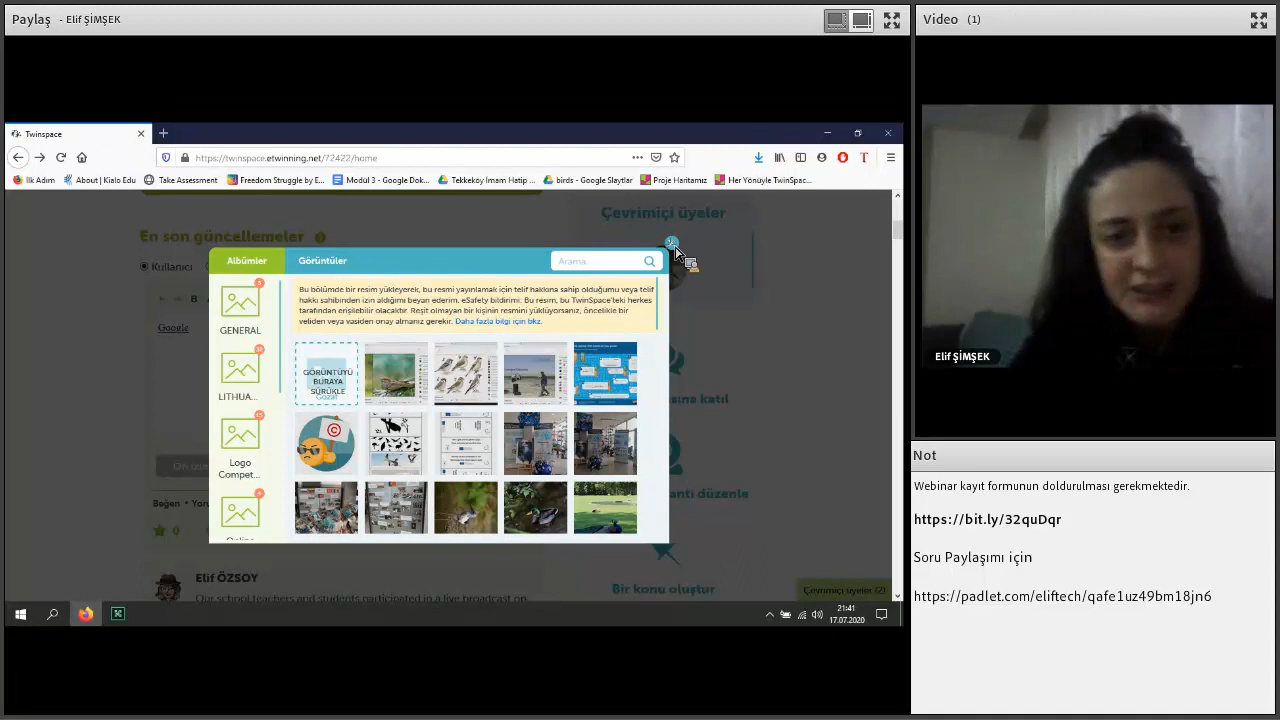 Paylaş - Elif ŞİMŞEK
Video (1)
Twinspace
https://twinspace.etwinning.net/72422/home
İlk Adım
About | Kialo Edu
Take Assessment
Freedom Struggle by E...
Modül 3 - Google Dok...
Tekkeköy İmam Hatip ...
birds - Google Slaytlar
Proje Haritamız
Her Yönüyle TwinSpac...
En son güncellemeler
Kullanıcı
Google
Çevrimiçi üyeler
Albümler
Görüntüler
Arama
Bu bölümde bir resim yükleyerek, bu resmi yayınlamak için telif hakkına sahip olduğumu veya telif
hakkı sahibinden izin aldığımı beyan ederim. eSafety bildirimi: Bu resim, bu TwinSpace'teki herkes
tarafından erişilebilir olacaktır. Reşit olmayan bir kişinin resmini yüklüyorsanız, öncelikle bir
veliden veya vasiden onay almanız gerekir. Daha fazla bilgi için bkz.
3
GENERAL
32
LITHUA...
15
Logo
Compet...
GÖRÜNTÜYÜ
BURAYA
SÜRÜKLE
Gözat
Beğen
0
Elif ÖZSOY
Our school teachers and students participated in a live broadcast on
Bir konu oluştur
Çevrimiçi üyeler (2)
21:41
17.07.2020
Elif ŞİMŞEK
Not
Webinar kayıt formunun doldurulması gerekmektedir.
https://bit.ly/32quDqr
Soru Paylaşımı için
https://padlet.com/eliftech/qafe1uz49bm18jn6